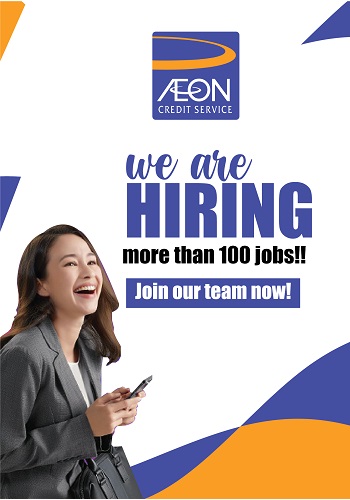 ÆON
CREDIT SERVICE
we are
HIRING
more than 100 jobs!!
Join our team now!